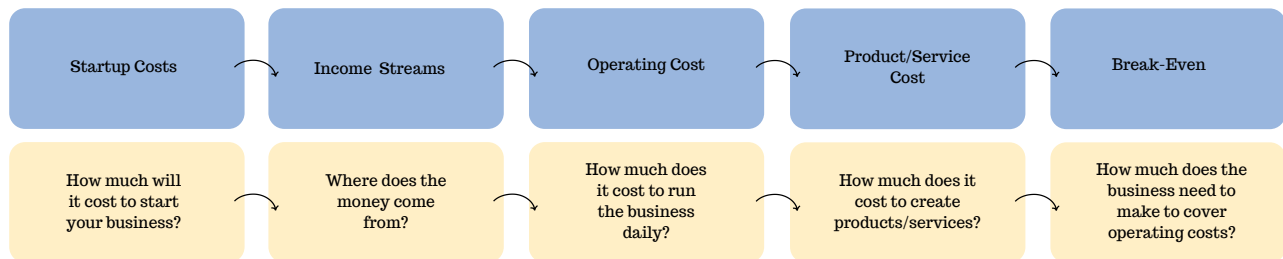 Startup Costs
Income Streams
Operating Cost
Product/Service
Cost
Break-Even
How much will
it cost to start
your business?
Where does the
money come
from?
How much does
it cost to run
the business
daily?
How much does it
cost to create
products/services?
How much does the
business need to
make to cover
operating costs?